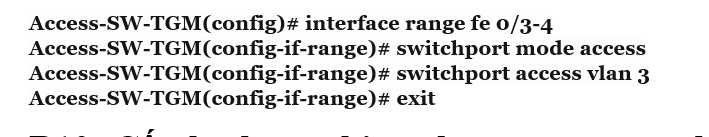 Access-SW-TGM(config)# interface range fe 0/3-4
Access-SW-TGM(config-if-range)# switchport mode access
Access-SW-TGM(config-if-range)# switchport access vlan 3
Access-SW-TGM(config-if-range)# exit